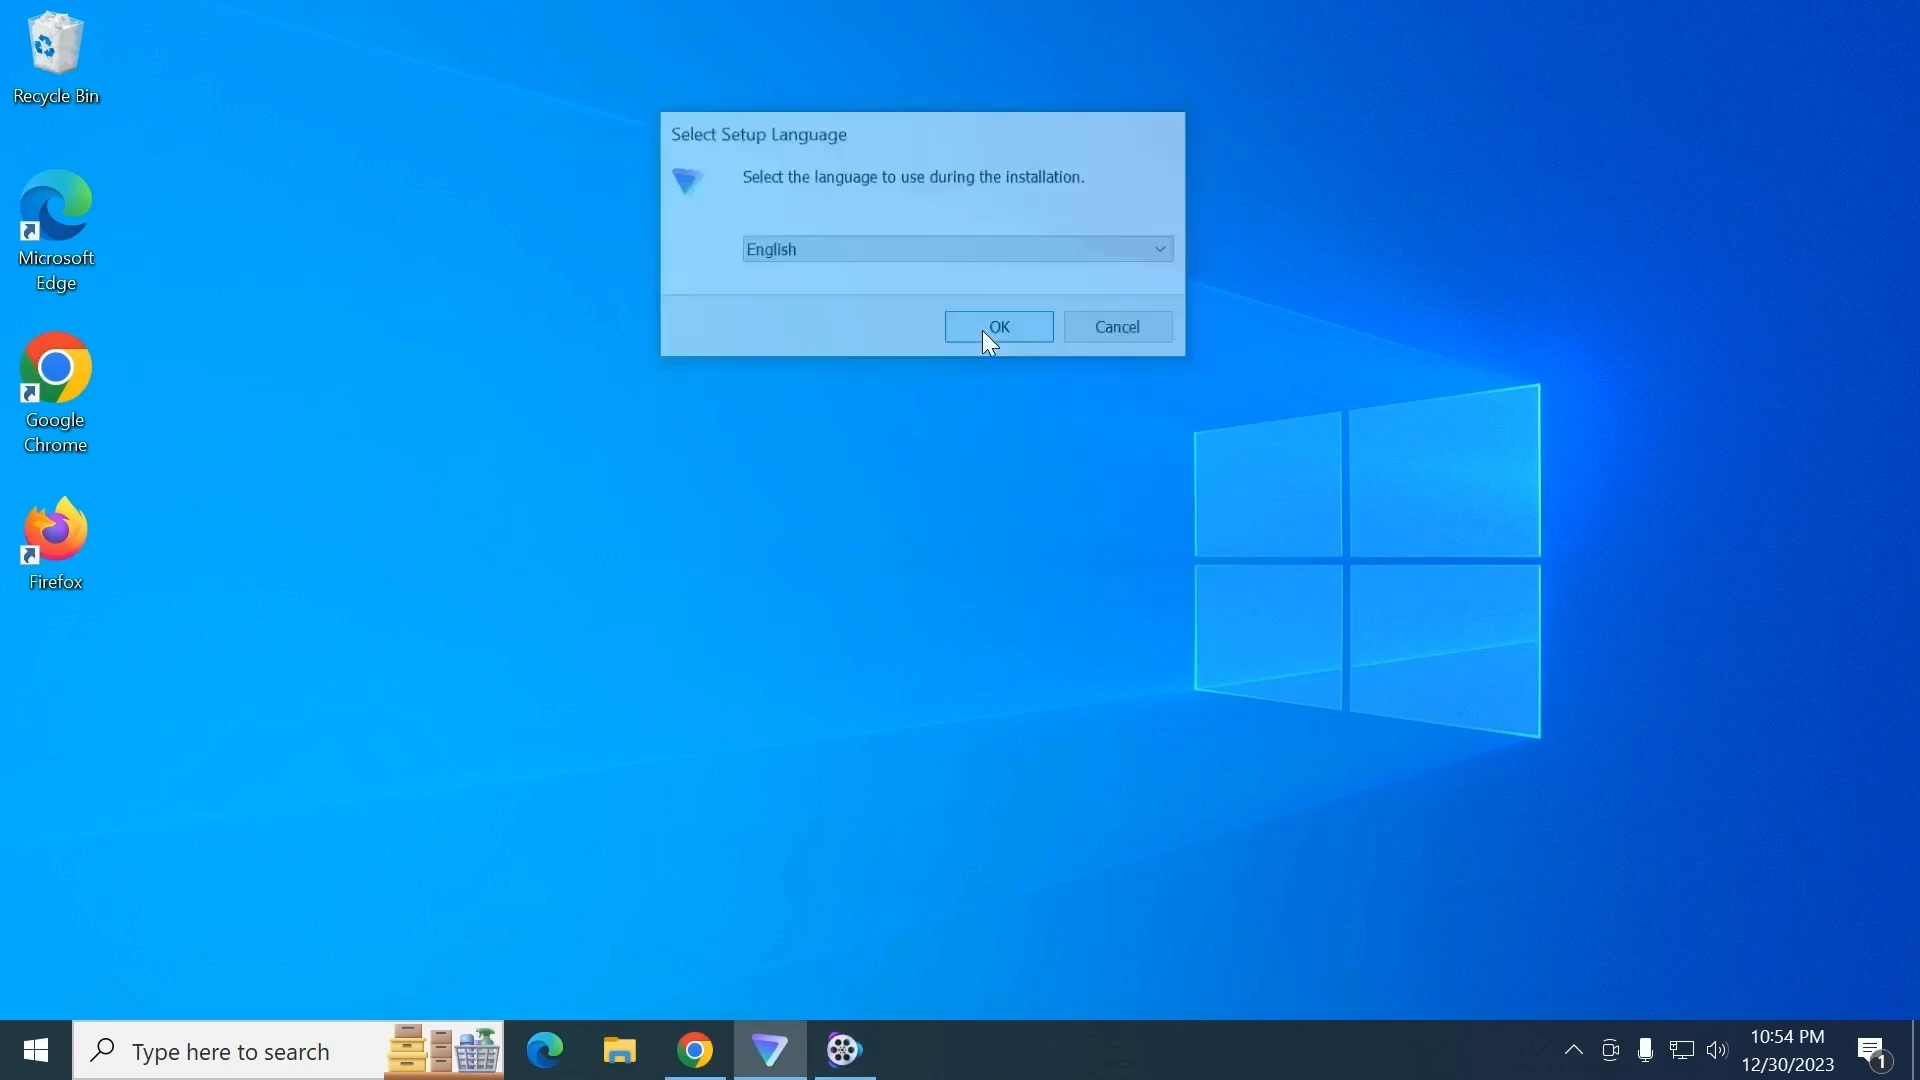 Recycle Bin
Microsoft
Edge
Google
Chrome
Firefox
Select Setup Language
Select the language to use during the installation.
English
OK
Cancel
Type here to search
10:54 PM
12/30/2023
1